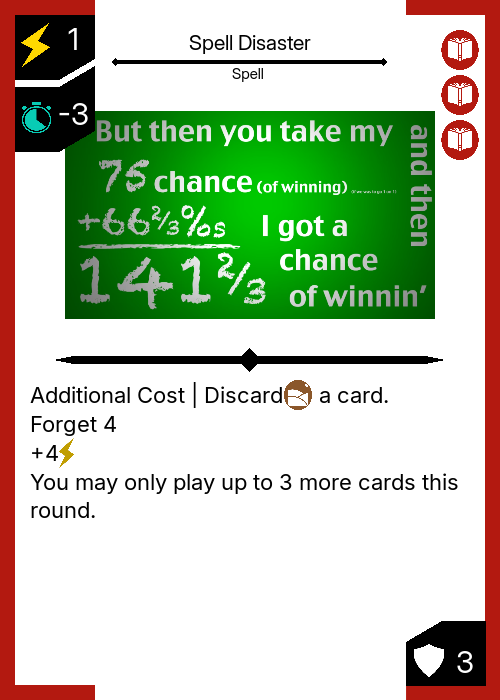 1
Spell Disaster
Spell
-3
But then you take my
75 chance (of winning)
+66⅔%s
141⅔
and then
I got a
chance
of winnin’
Additional Cost | Discard a card.
Forget 4
+4
You may only play up to 3 more cards this
round.
3